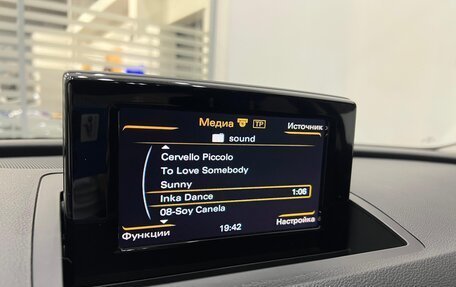 Медиа TP Источник
sound
Cervello Piccolo
To Love Somebody
Sunny
Inka Dance 1:06
08-Soy Canela
Функции 19:42 Настройка